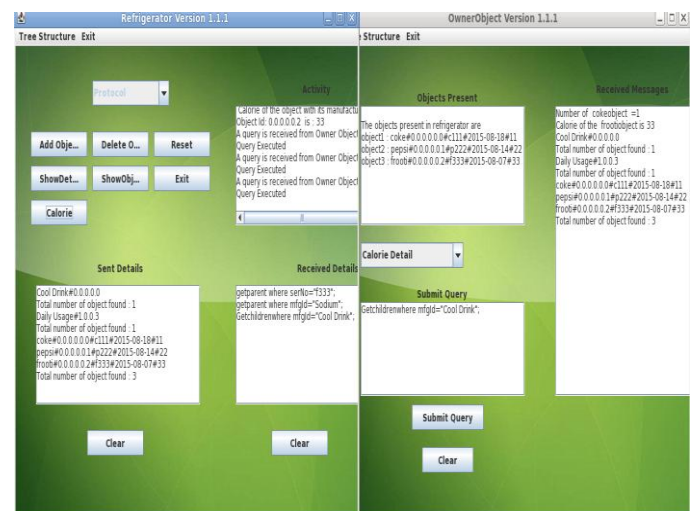 Refrigerator Version 1.1.1
Tree Structure Exit
Protocol
Activity
Calorie of the object with its manufactu
Object Id: 0.0.0.0.0.2 is : 33
A query is received from Owner Object
Query Executed
A query is received from Owner Object
Query Executed
A query is received from Owner Object
Query Executed
Add Obje...
Delete O...
Reset
ShowDet...
ShowObj...
Exit
Calorie
Sent Details
Cool Drink#0.0.0.0.0
Total number of object found : 1
Daily Usage#1.0.0.3
Total number of object found : 1
coke#0.0.0.0.0.0#c111#2015-08-18#11
pepsi#0.0.0.0.0.1#p222#2015-08-14#22
frooti#0.0.0.0.0.2#f333#2015-08-07#33
Total number of object found : 3
Received Details
getparent where serNo="f333";
getparent where mfgId="Sodium";
Getchildrenwhere mfgId="Cool Drink";
Clear
Clear
OwnerObject Version 1.1.1
Structure Exit
Objects Present
The objects present in refrigerator are
object1 : coke#0.0.0.0.0.0#c111#2015-08-18#11
object2 : pepsi#0.0.0.0.0.1#p222#2015-08-14#22
object3 : frooti#0.0.0.0.0.2#f333#2015-08-07#33
Received Messages
Number of cokeobject =1
Calorie of the frootiobject is 33
Cool Drink#0.0.0.0.0
Total number of object found : 1
Daily Usage#1.0.0.3
Total number of object found : 1
coke#0.0.0.0.0.0#c111#2015-08-18#11
pepsi#0.0.0.0.0.1#p222#2015-08-14#22
frooti#0.0.0.0.0.2#f333#2015-08-07#33
Total number of object found : 3
Calorie Detail
Submit Query
Getchildrenwhere mfgId="Cool Drink";
Submit Query
Clear